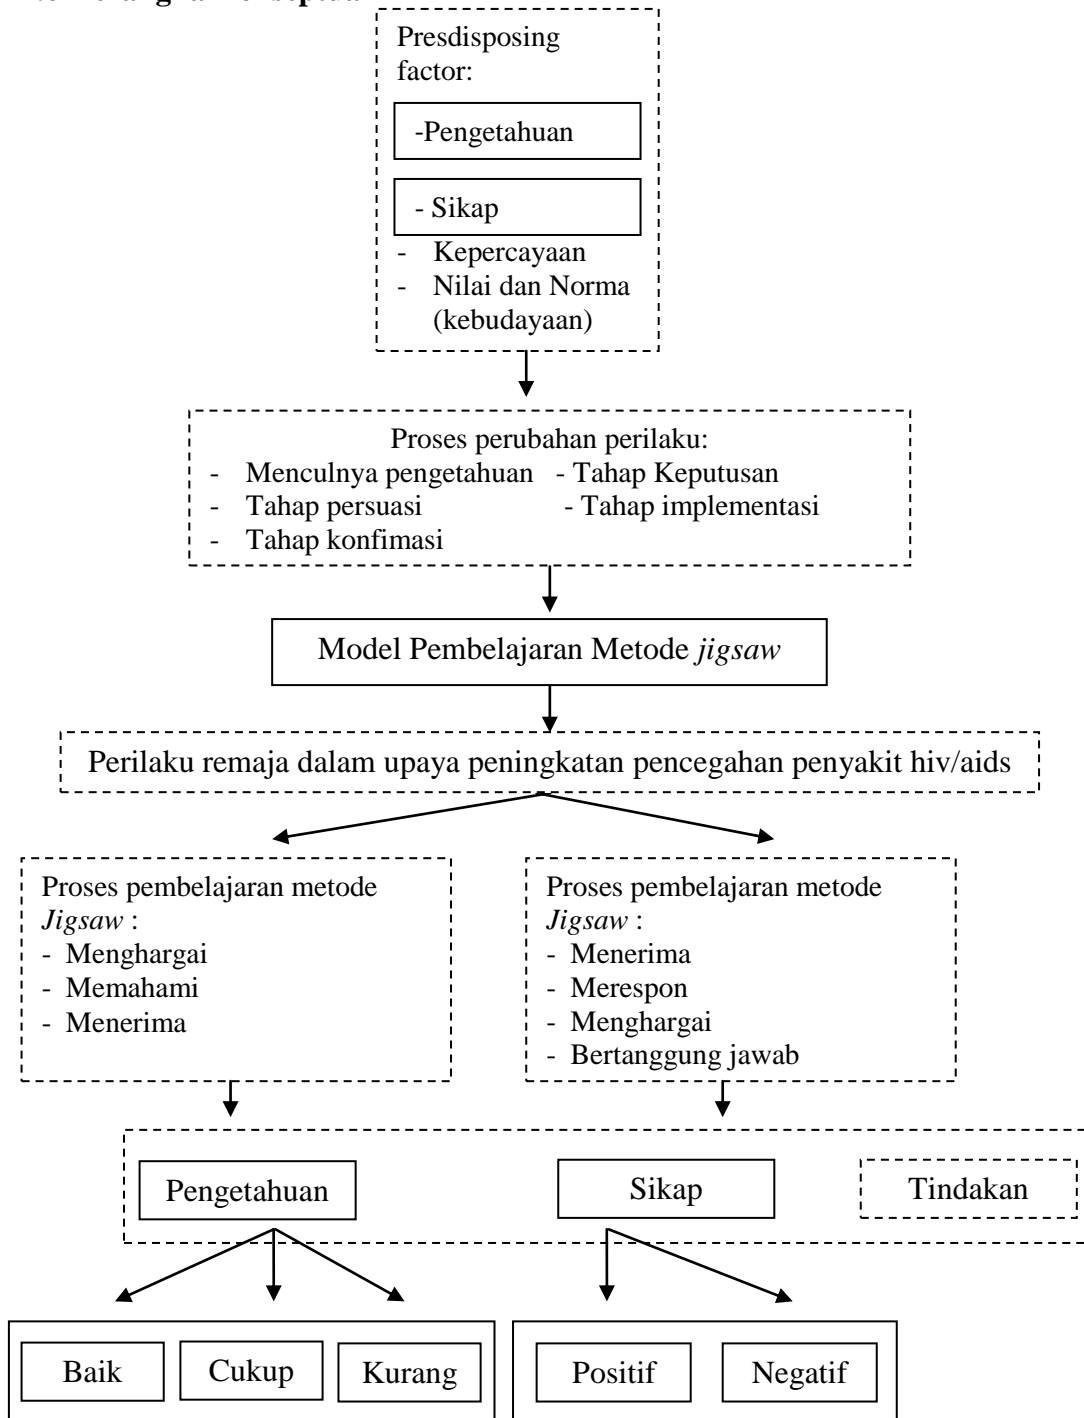 Presdisposing
factor:
-Pengetahuan
- Sikap
- Kepercayaan
- Nilai dan Norma
(kebudayaan)
Proses perubahan perilaku:
- Menculnya pengetahuan - Tahap Keputusan
- Tahap persuasi - Tahap implementasi
- Tahap konfimasi
Model Pembelajaran Metode jigsaw
Perilaku remaja dalam upaya peningkatan pencegahan penyakit hiv/aids
Proses pembelajaran metode
Jigsaw :
- Menghargai
- Memahami
- Menerima
Proses pembelajaran metode
Jigsaw :
- Menerima
- Merespon
- Menghargai
- Bertanggung jawab
Pengetahuan
Sikap
Tindakan
Baik
Cukup
Kurang
Positif
Negatif